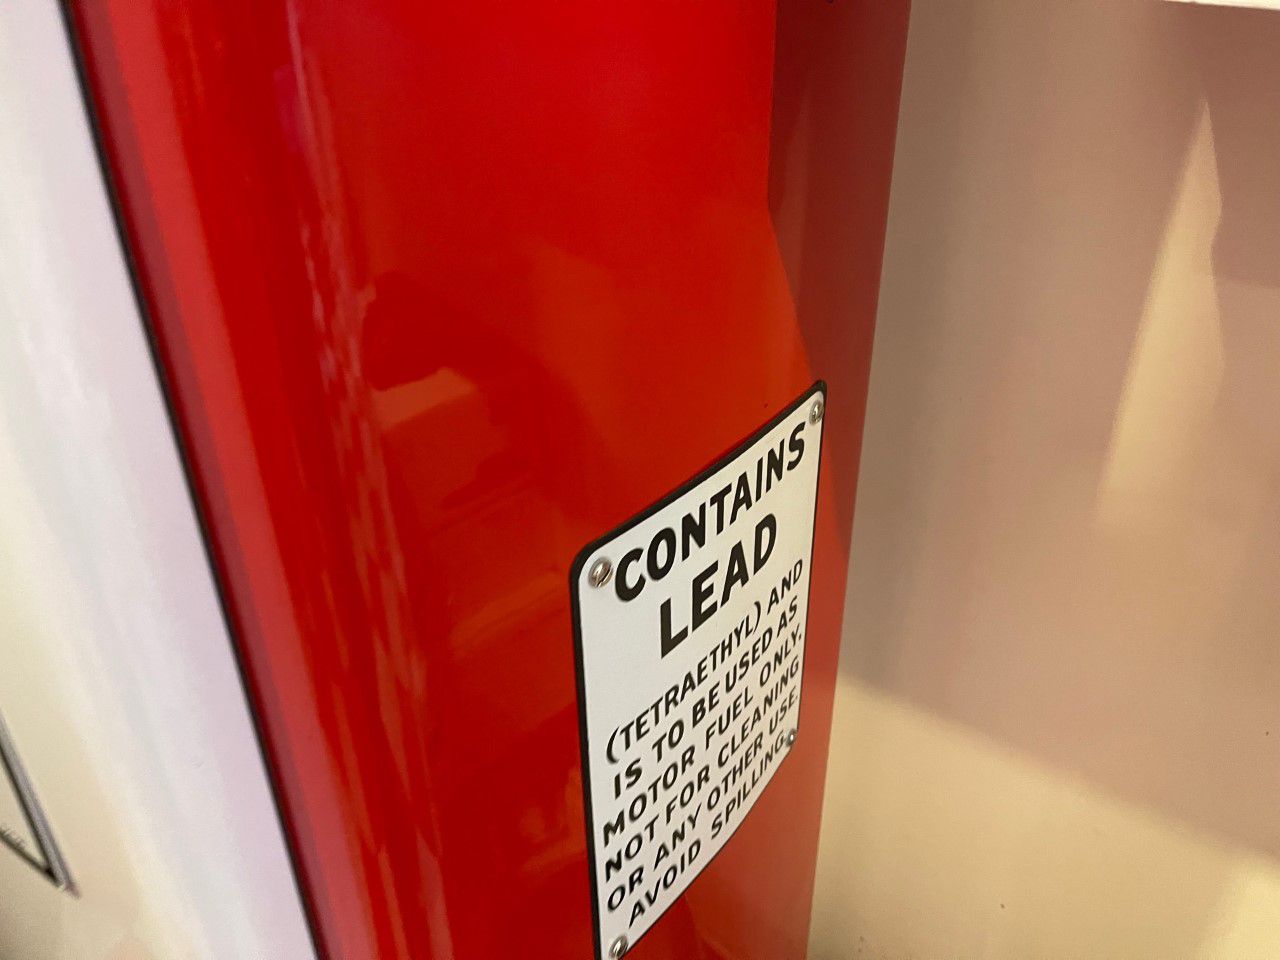 CONTAINS
LEAD
(TETRAETHYL) AND
IS TO BE USED AS
MOTOR FUEL ONLY.
NOT FOR CLEANING
OR ANY OTHER USE.
AVOID SPILLING.